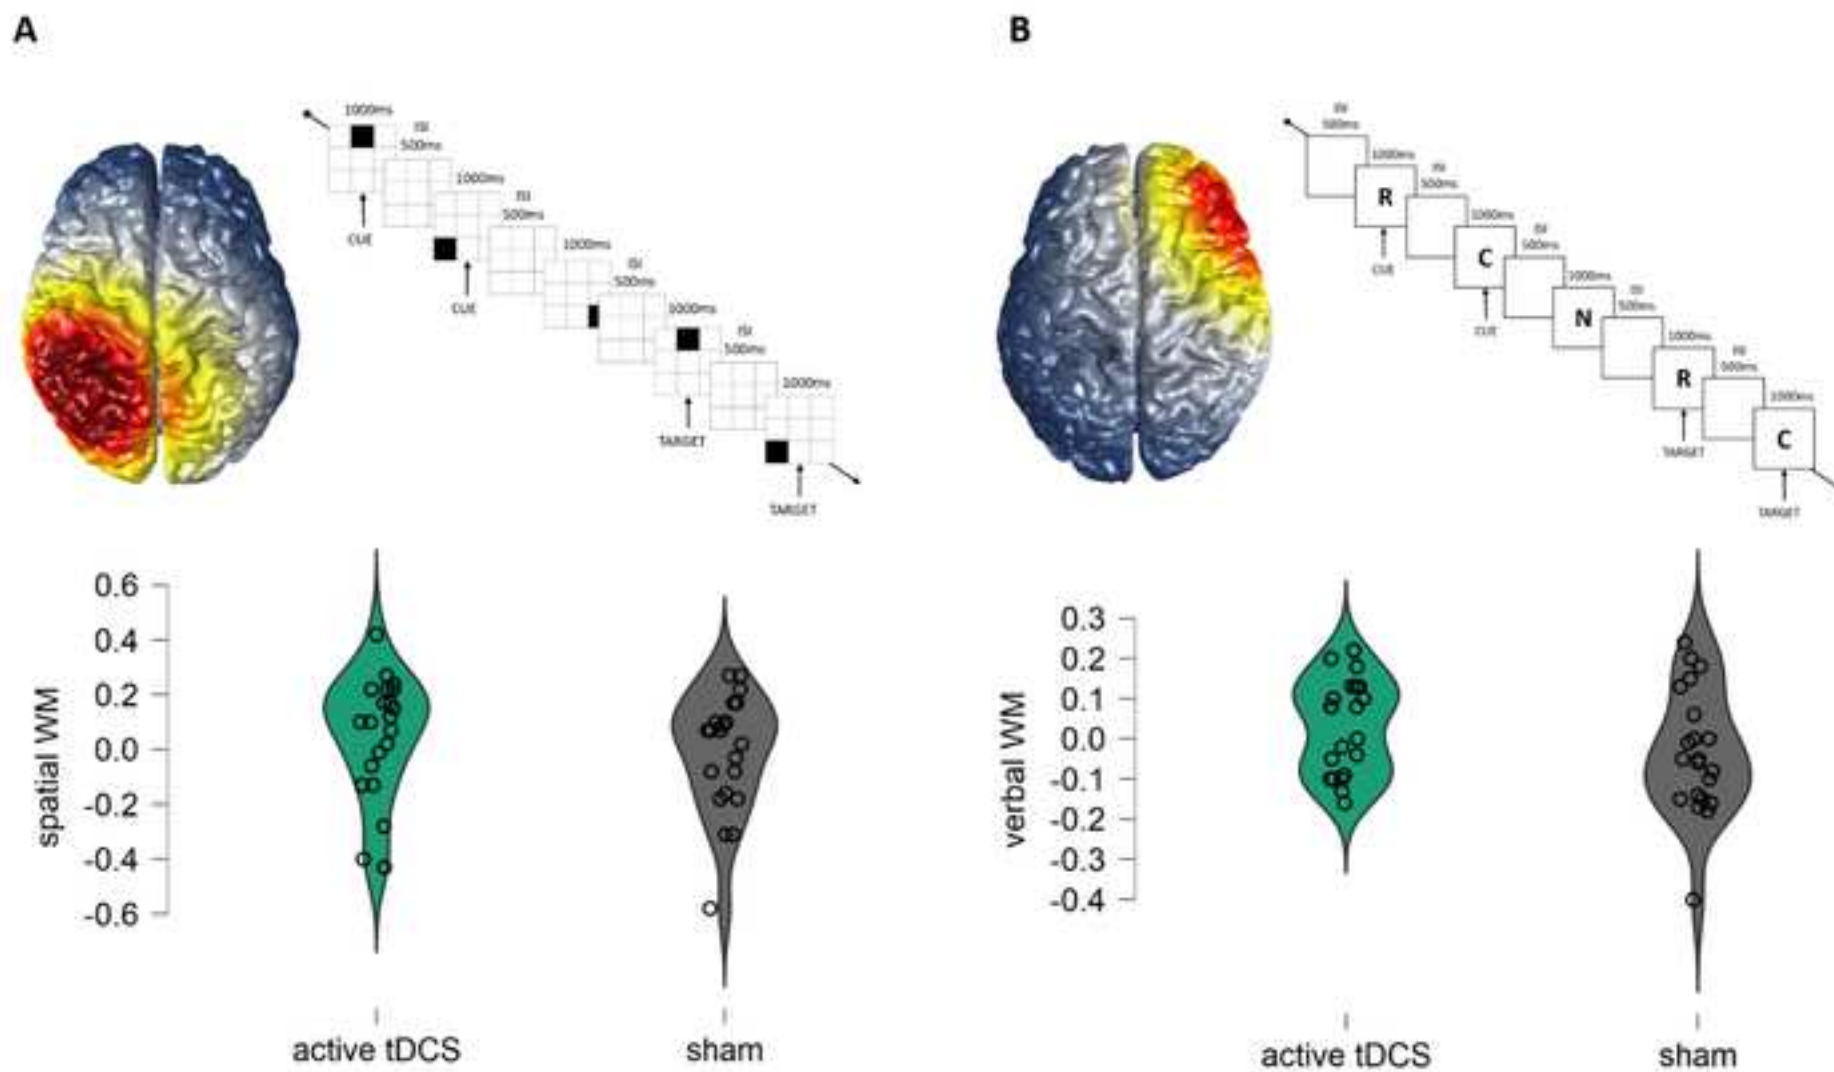 A
1000ms
ISI
500ms
CUE
1000ms
ISI
500ms
CUE
1000ms
ISI
500ms
1000ms
TARGET
ISI
500ms
1000ms
TARGET
0.6
0.4
0.2
0.0
-0.2
-0.4
-0.6
spatial WM
active tDCS
sham
B
ISI
500ms
1000ms
R
CUE
ISI
500ms
1000ms
C
CUE
ISI
500ms
1000ms
N
ISI
500ms
1000ms
R
TARGET
ISI
500ms
1000ms
C
TARGET
0.3
0.2
0.1
0.0
-0.1
-0.2
-0.3
-0.4
verbal WM
active tDCS
sham